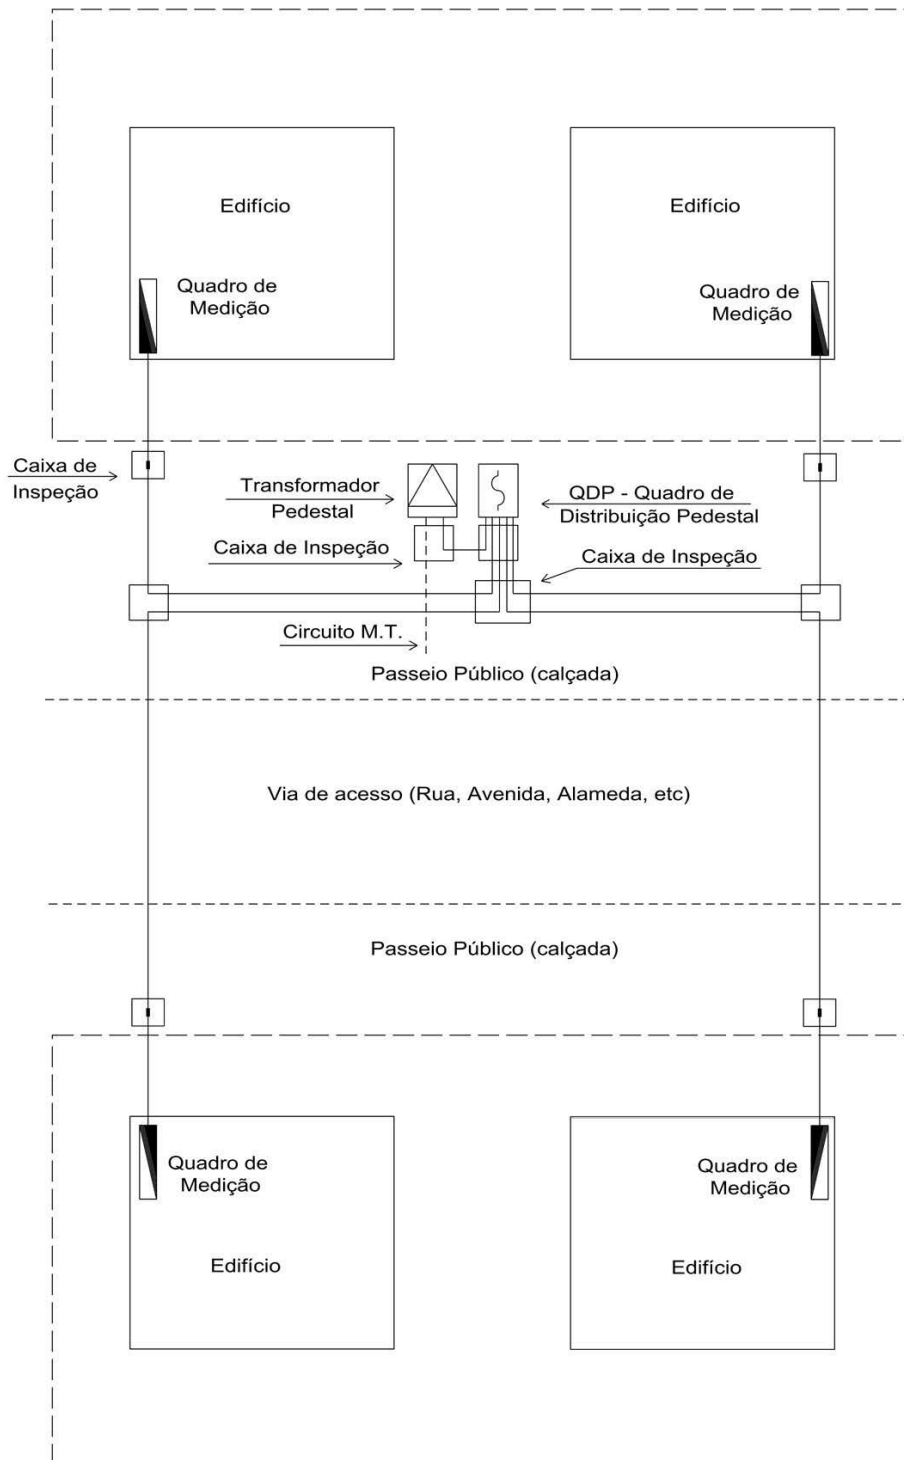 Edifício
Edifício
Quadro de
Medição
Quadro de
Medição
Caixa de
Inspeção
Transformador
Pedestal
QDP - Quadro de
Distribuição Pedestal
Caixa de Inspeção
Caixa de Inspeção
Circuito M.T.
Passeio Público (calçada)
Via de acesso (Rua, Avenida, Alameda, etc)
Passeio Público (calçada)
Quadro de
Medição
Quadro de
Medição
Edifício
Edifício